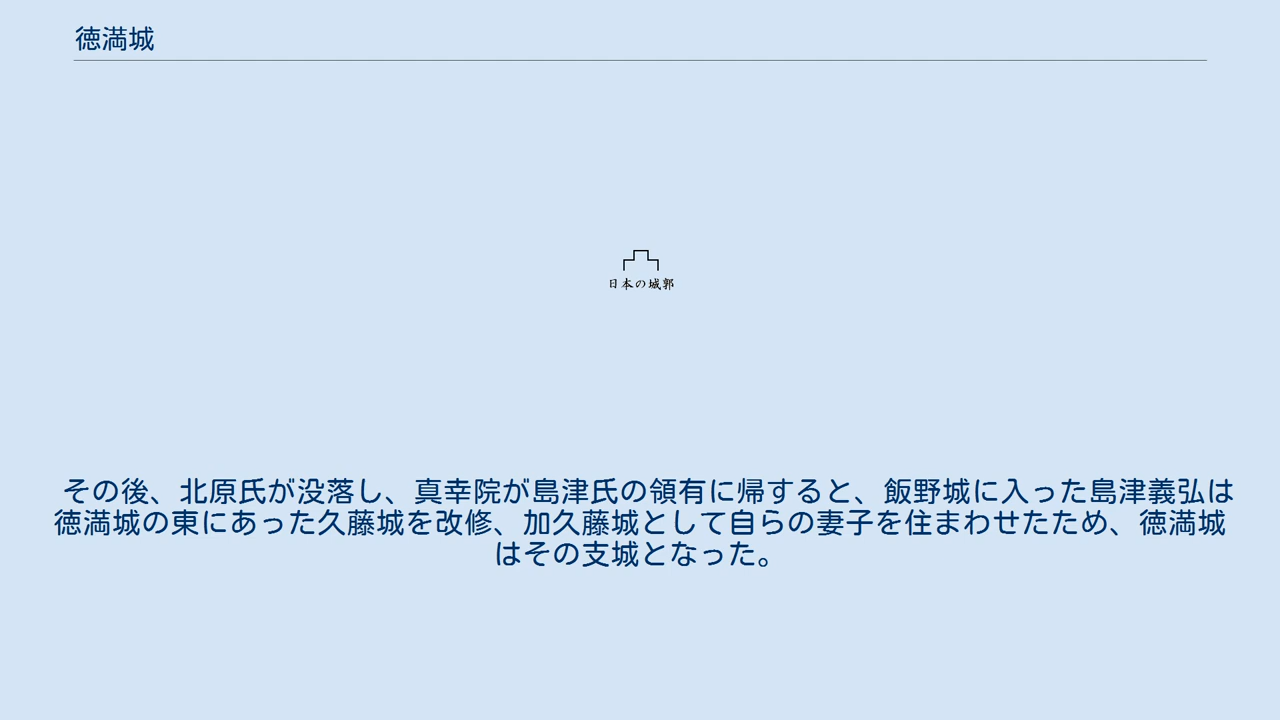 徳満城
日本の城郭
その後、北原氏が没落し、真幸院が島津氏の領有に帰すると、飯野城に入った島津義弘は
徳満城の東にあった久藤城を改修、加久藤城として自らの妻子を住まわせたため、徳満城
はその支城となった。